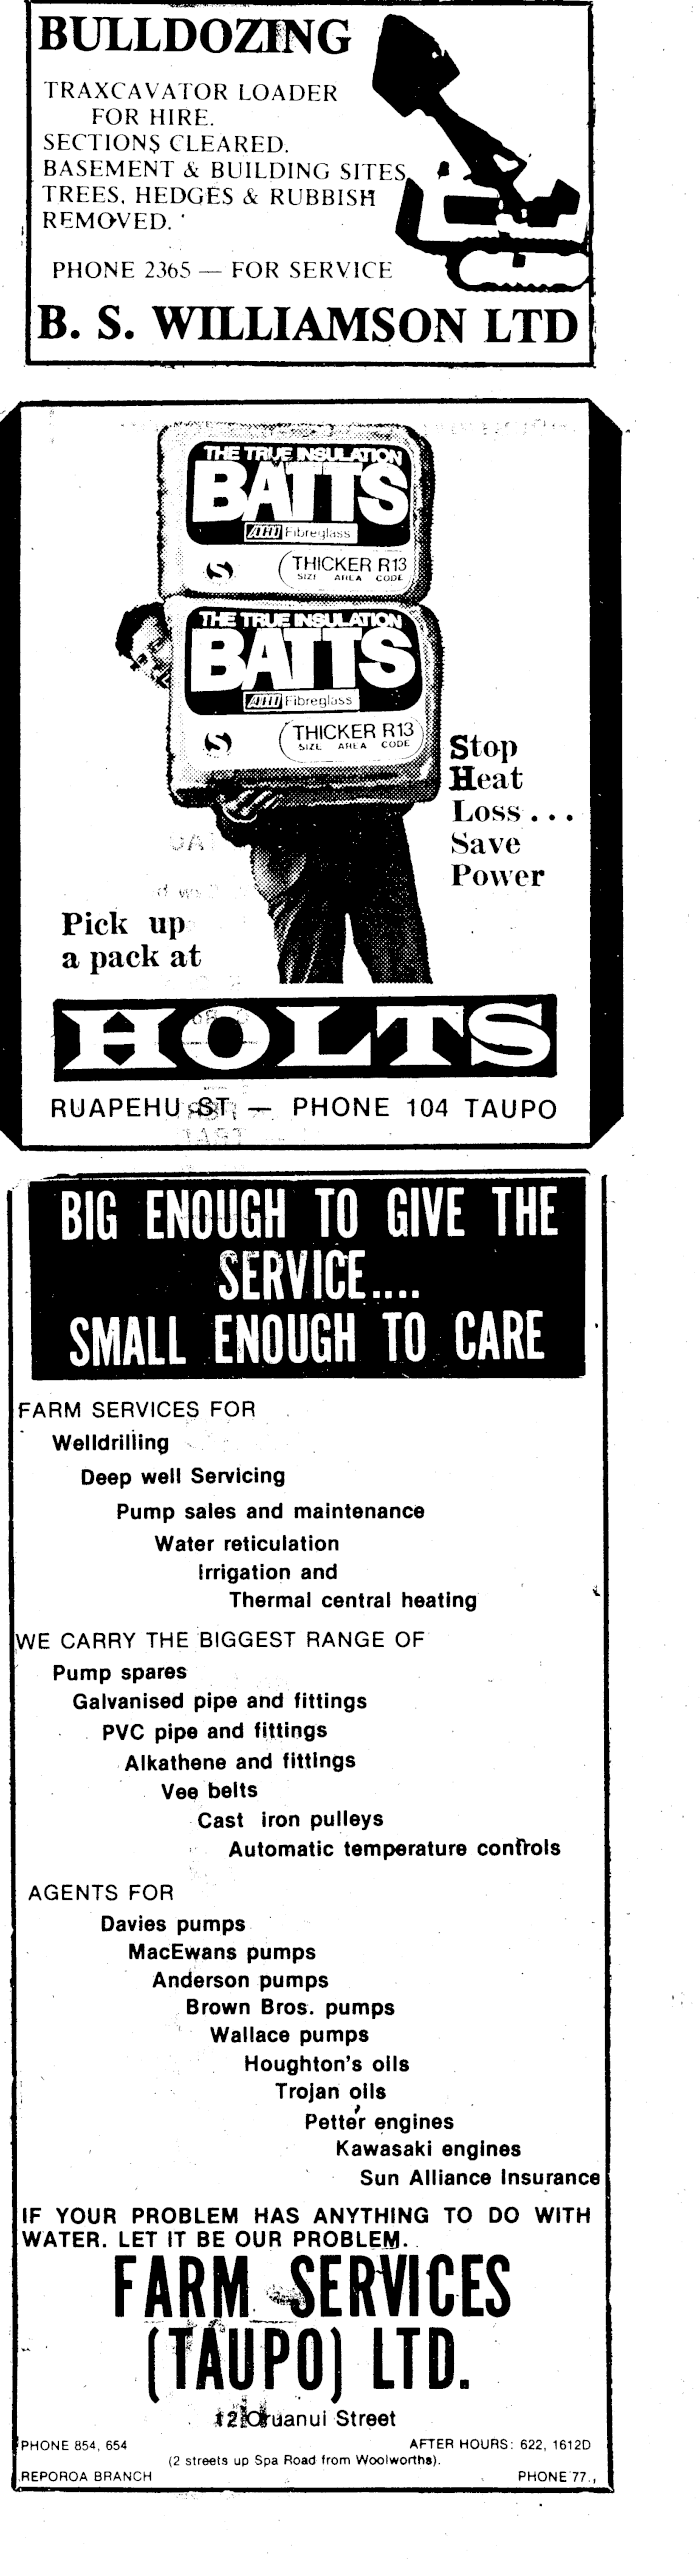 BULLDOZING
TRAXCAVATOR LOADER
FOR HIRE.
SECTIONS CLEARED.
BASEMENT & BUILDING SITES
TREES, HEDGES & RUBBISH
REMOVED.
PHONE 2365 — FOR SERVICE
B. S. WILLIAMSON LTD
THE TRUE INSULATION
BATTS
AHI Fibreglass
THICKER R13
SIZE AREA CODE
THE TRUE INSULATION
BATTS
AHI Fibreglass
THICKER R13
SIZE AREA CODE
Stop
Heat
Loss...
Save
Power
Pick up
a pack at
HOLTS
RUAPEHU ST. — PHONE 104 TAUPO
BIG ENOUGH TO GIVE THE
SERVICE....
SMALL ENOUGH TO CARE
FARM SERVICES FOR
Welldrilling
Deep well Servicing
Pump sales and maintenance
Water reticulation
Irrigation and
Thermal central heating
WE CARRY THE BIGGEST RANGE OF
Pump spares
Galvanised pipe and fittings
PVC pipe and fittings
Alkathene and fittings
Vee belts
Cast iron pulleys
Automatic temperature controls
AGENTS FOR
Davies pumps
MacEwans pumps
Anderson pumps
Brown Bros. pumps
Wallace pumps
Houghton's oils
Trojan oils
Petter engines
Kawasaki engines
Sun Alliance Insurance
IF YOUR PROBLEM HAS ANYTHING TO DO WITH
WATER. LET IT BE OUR PROBLEM.
FARM SERVICES
(TAUPO) LTD.
Oruanui Street
PHONE 854, 654 AFTER HOURS: 622, 1612D
(2 streets up Spa Road from Woolworths).
REPOROA BRANCH PHONE 77.